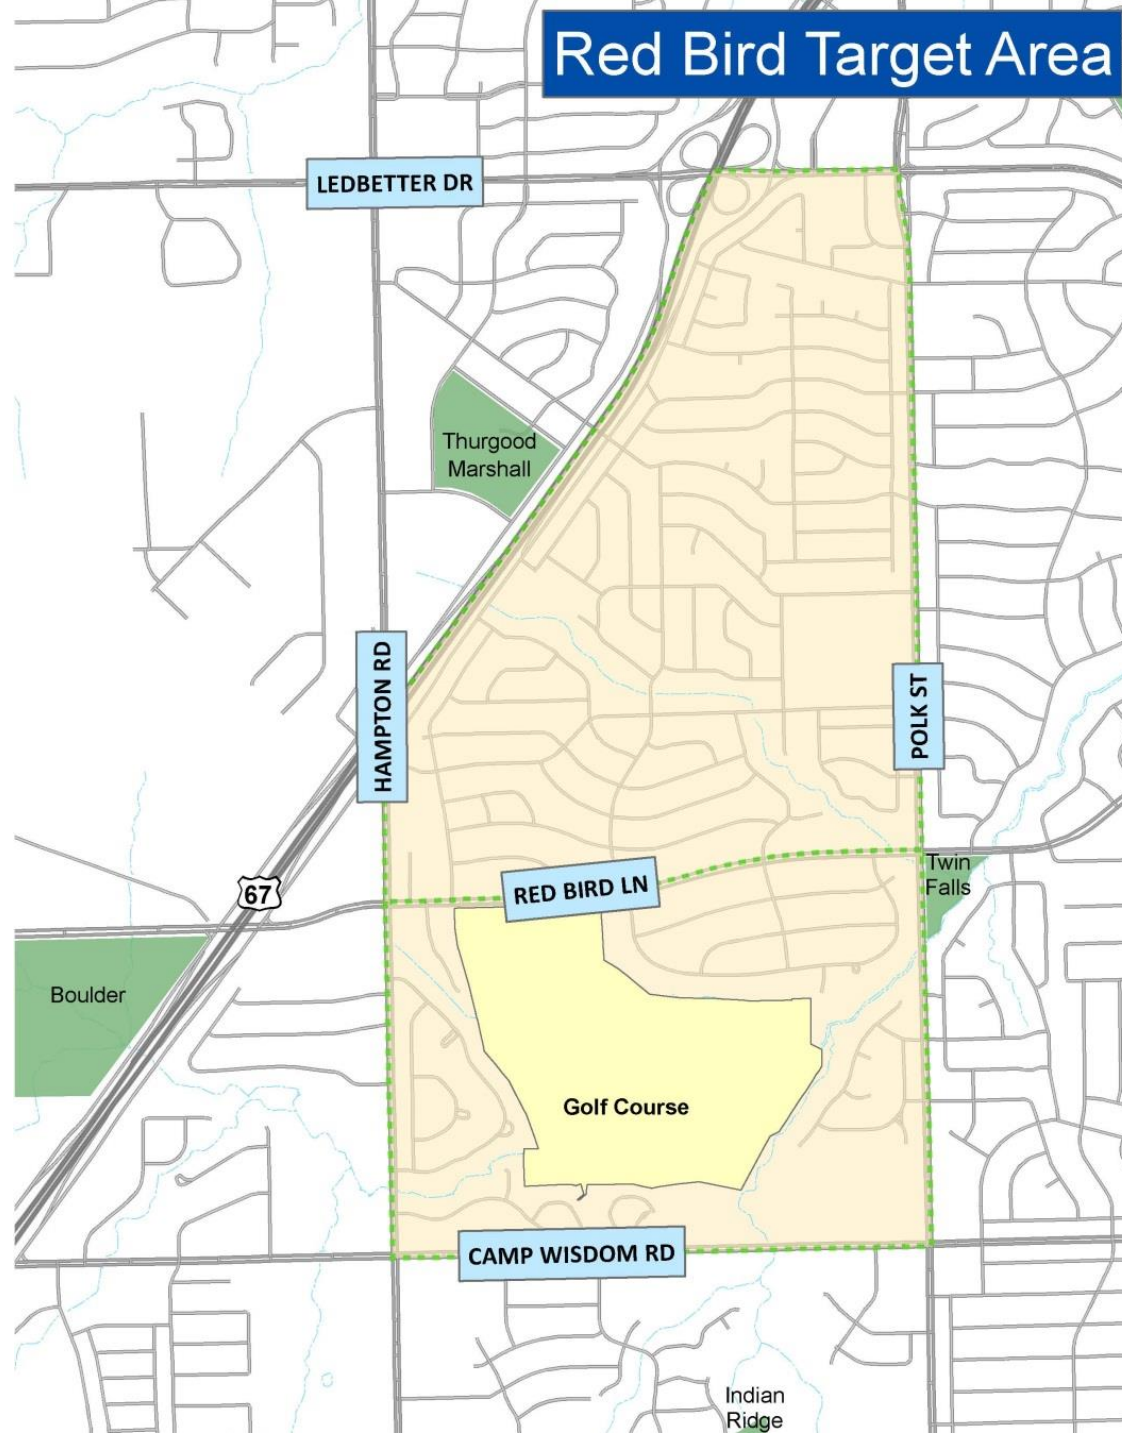 Red Bird Target Area
LEDBETTER DR
Thurgood
Marshall
HAMPTON RD
POLK ST
Twin
Falls
RED BIRD LN
67
Boulder
Golf Course
CAMP WISDOM RD
Indian
Ridge